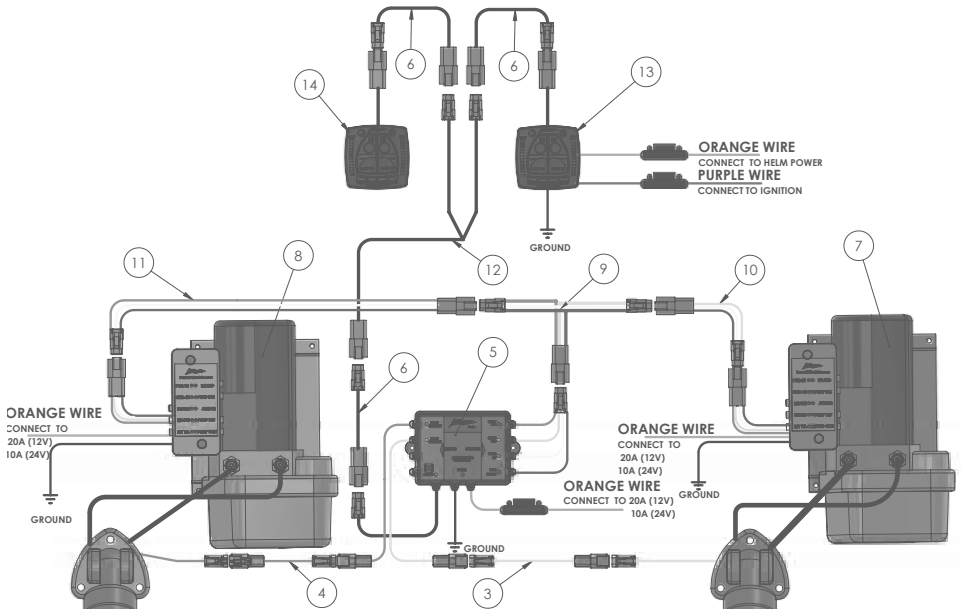 6
6
14
13
ORANGE WIRE
CONNECT TO HELM POWER
PURPLE WIRE
CONNECT TO IGNITION
GROUND
11
8
12
9
10
7
5
6
ORANGE WIRE
CONNECT TO
20A (12V)
10A (24V)
GROUND
ORANGE WIRE
CONNECT TO
20A (12V)
10A (24V)
GROUND
ORANGE WIRE
CONNECT TO 20A (12V)
10A (24V)
GROUND
4
3